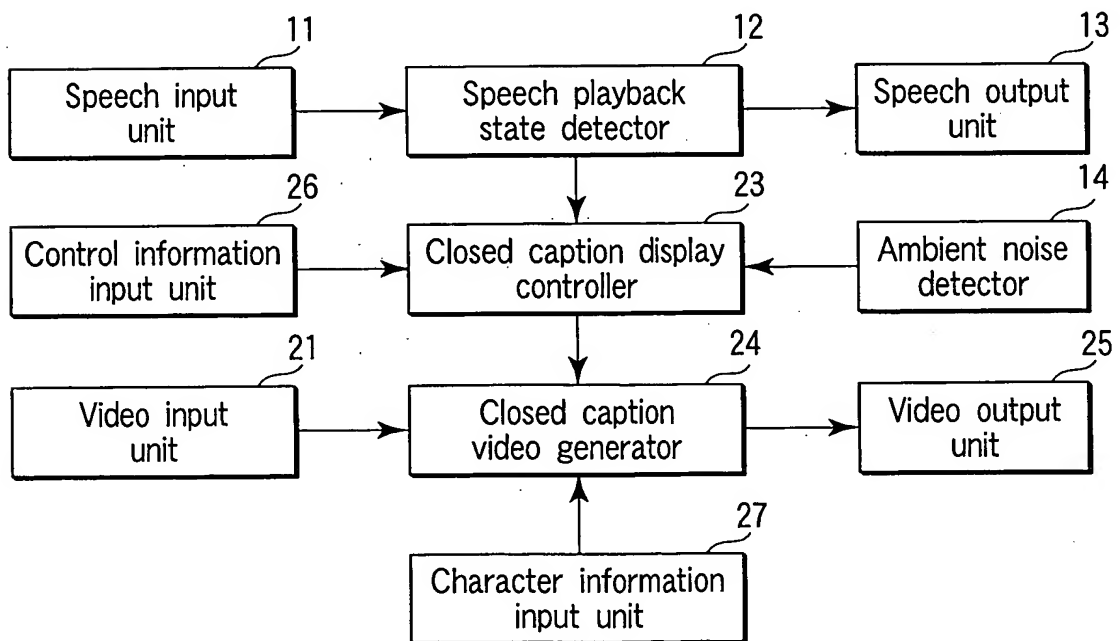 11
12
13
Speech input
unit
Speech playback
state detector
Speech output
unit
26
23
14
Control information
input unit
Closed caption display
controller
Ambient noise
detector
21
24
25
Video input
unit
Closed caption
video generator
Video output
unit
27
Character information
input unit